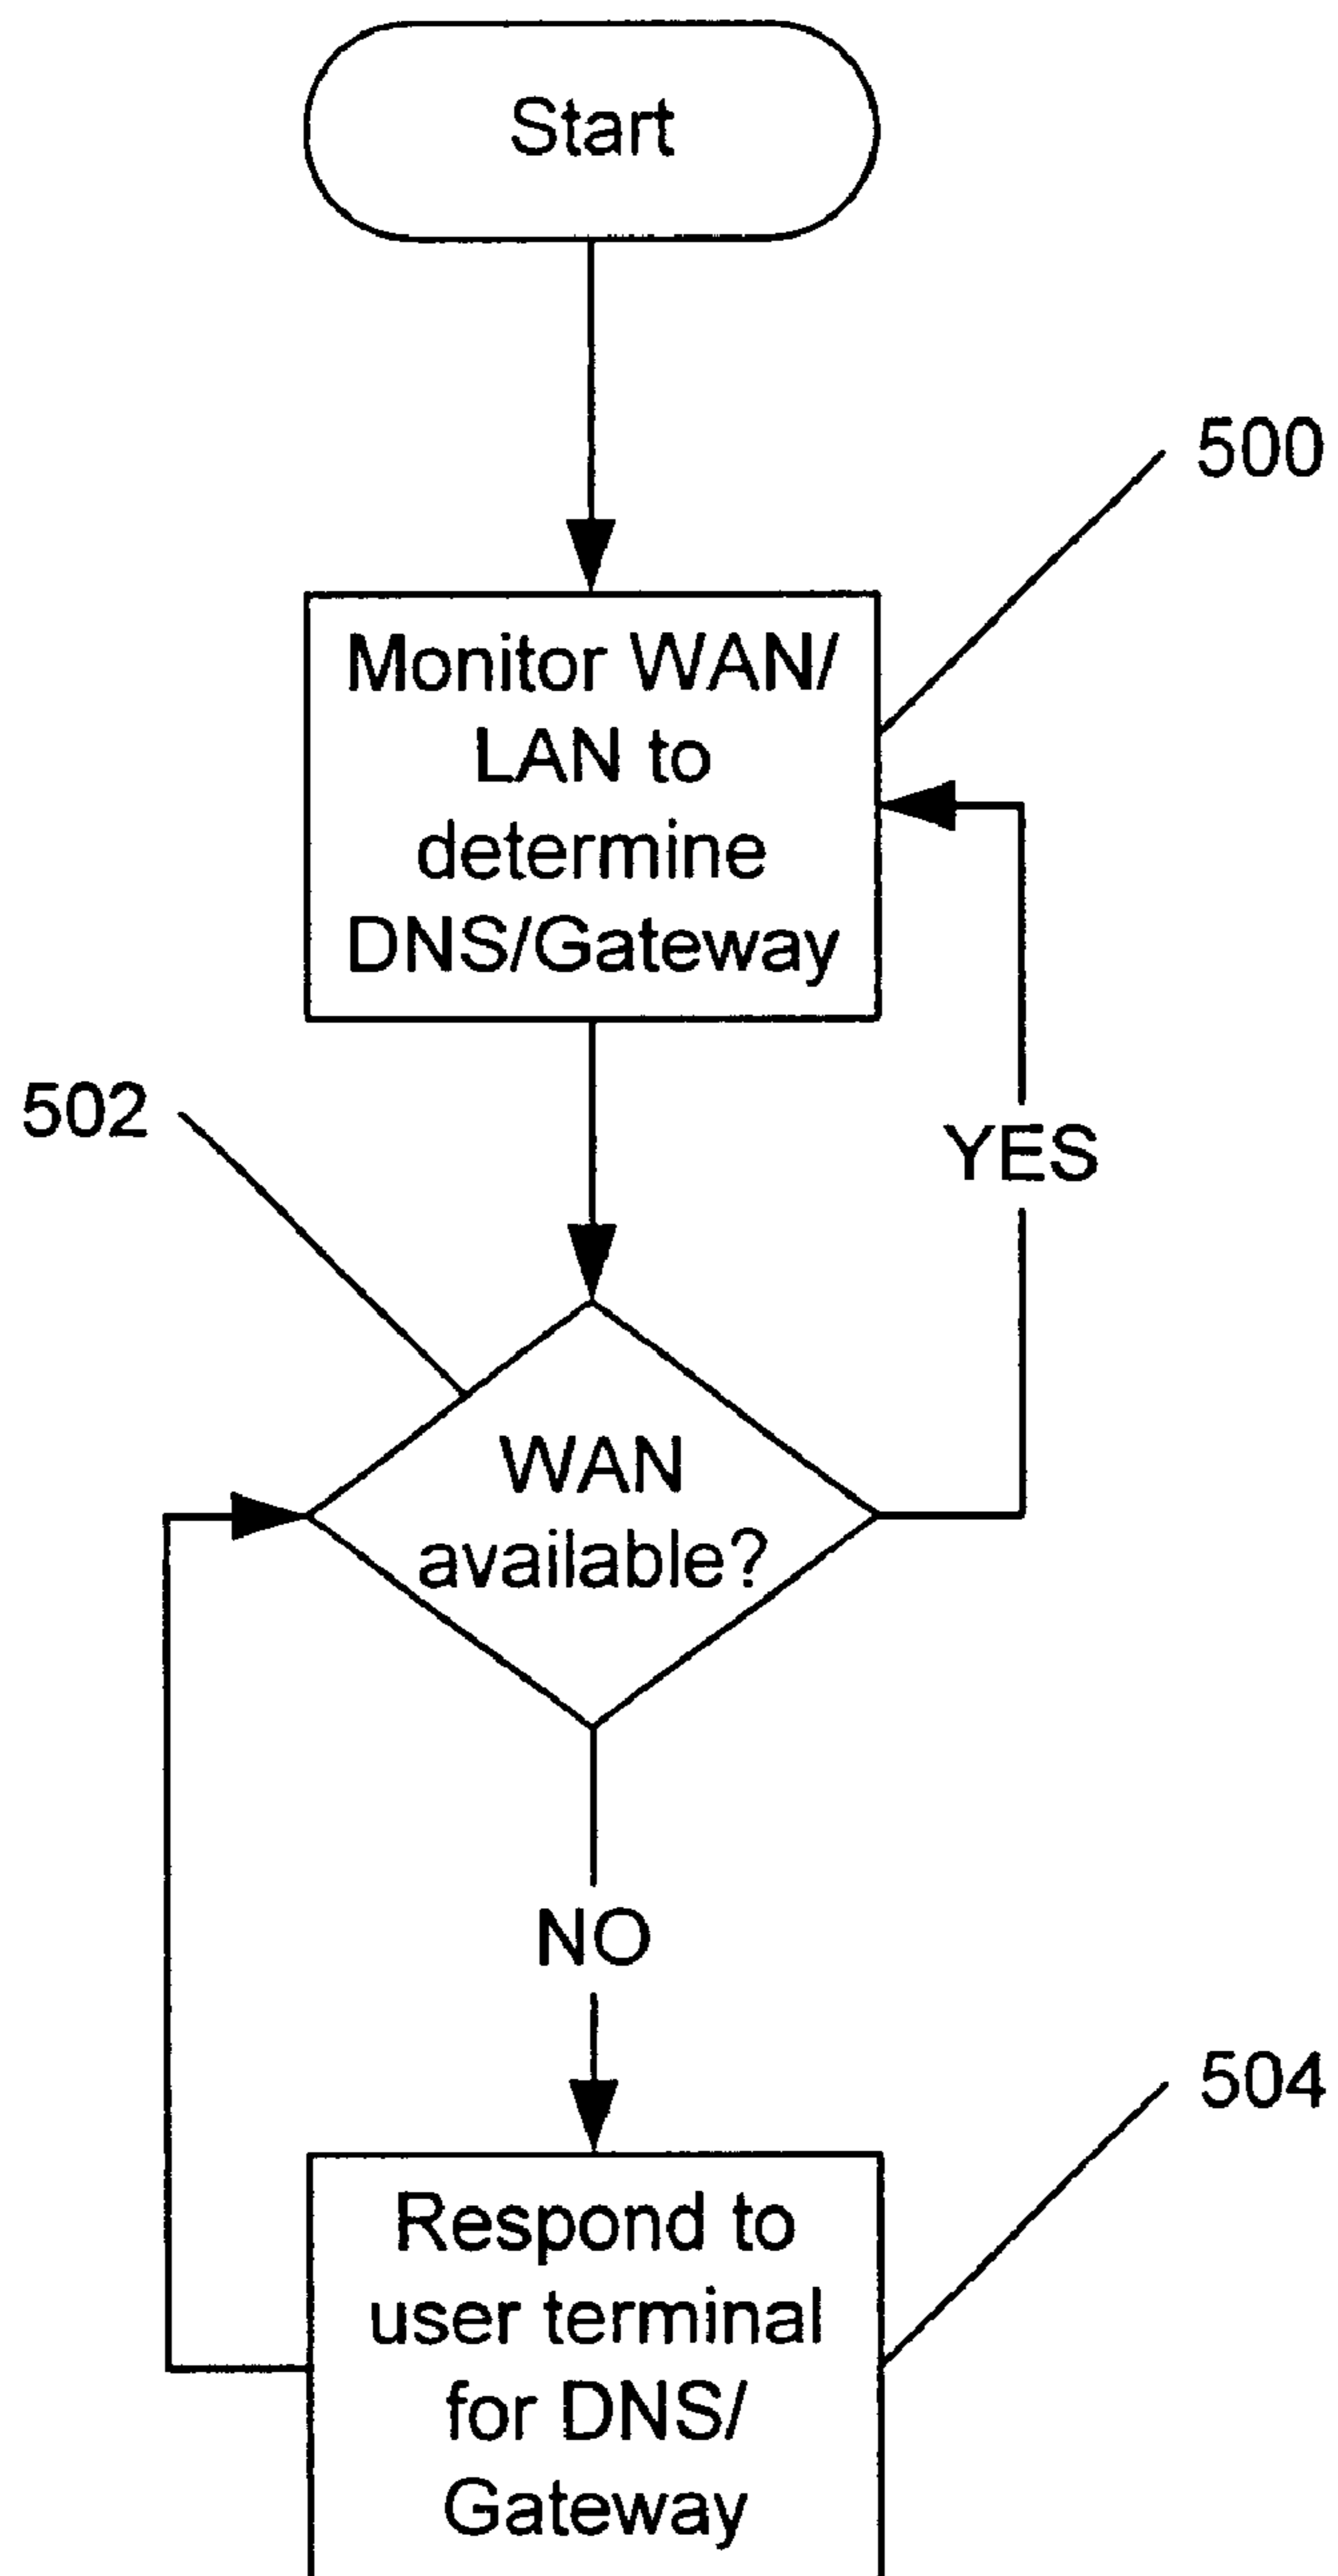 Start
500
Monitor WAN/
LAN to
determine
DNS/Gateway
502
YES
WAN
available?
NO
504
Respond to
user terminal
for DNS/
Gateway